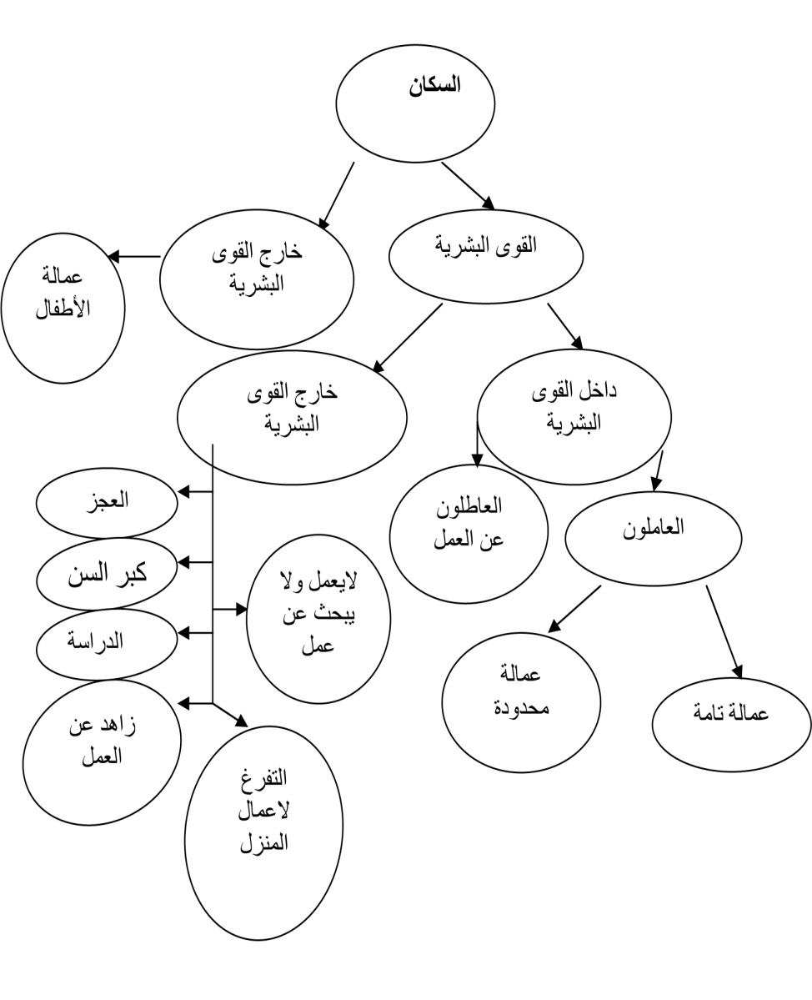 السكان
القوى البشرية
خارج القوى
البشرية
عمالة
الأطفال
داخل القوى
البشرية
خارج القوى
البشرية
العاطلون
عن العمل
العاملون
العجز
كبر السن
الدراسة
زاهد عن
العمل
لايعمل ولا
يبحث عن
عمل
التفرغ
لاعمال
المنزل
عمالة
محدودة
عمالة تامة